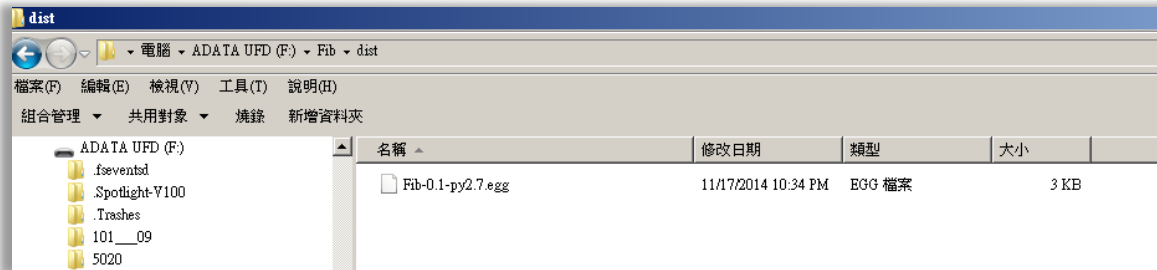 dist
電腦 ADATA UFD (F:) Fib dist
檔案(F) 編輯(E) 檢視(V) 工具(T) 說明(H)
組合管理 共用對象 燒錄 新增資料夾
ADATA UFD (F:)
.fseventsd
.Spotlight-V100
.Trashes
101___09
5020
名稱 修改日期 類型 大小
Fib-0.1-py2.7.egg 11/17/2014 10:34 PM EGG 檔案 3 KB